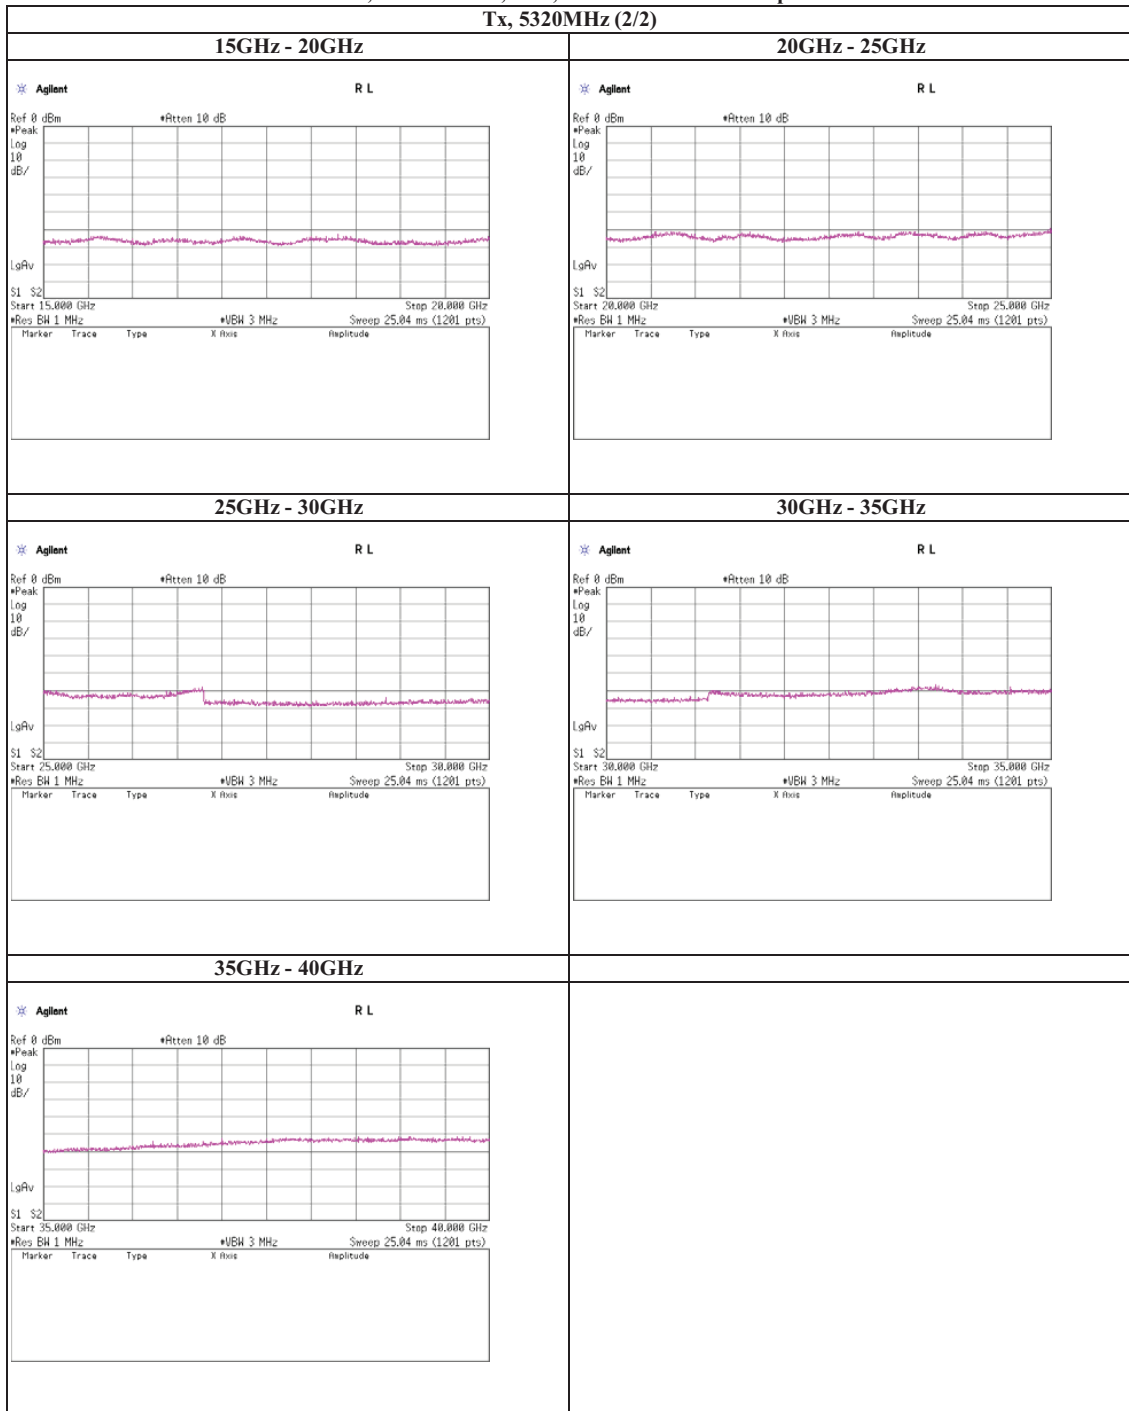 Tx, 5320MHz (2/2)
15GHz - 20GHz
20GHz - 25GHz
Agilent R L
Ref 0 dBm #Atten 10 dB
#Peak
Log
10
dB/
LgAv
S1 S2
Start 15.000 GHz Stop 20.000 GHz
#Res BW 1 MHz #VBW 3 MHz Sweep 25.04 ms (1201 pts)
Marker Trace Type X Axis Amplitude
Agilent R L
Ref 0 dBm #Atten 10 dB
#Peak
Log
10
dB/
LgAv
S1 S2
Start 20.000 GHz Stop 25.000 GHz
#Res BW 1 MHz #VBW 3 MHz Sweep 25.04 ms (1201 pts)
Marker Trace Type X Axis Amplitude
25GHz - 30GHz
30GHz - 35GHz
Agilent R L
Ref 0 dBm #Atten 10 dB
#Peak
Log
10
dB/
LgAv
S1 S2
Start 25.000 GHz Stop 30.000 GHz
#Res BW 1 MHz #VBW 3 MHz Sweep 25.04 ms (1201 pts)
Marker Trace Type X Axis Amplitude
Agilent R L
Ref 0 dBm #Atten 10 dB
#Peak
Log
10
dB/
LgAv
S1 S2
Start 30.000 GHz Stop 35.000 GHz
#Res BW 1 MHz #VBW 3 MHz Sweep 25.04 ms (1201 pts)
Marker Trace Type X Axis Amplitude
35GHz - 40GHz
Agilent R L
Ref 0 dBm #Atten 10 dB
#Peak
Log
10
dB/
LgAv
S1 S2
Start 35.000 GHz Stop 40.000 GHz
#Res BW 1 MHz #VBW 3 MHz Sweep 25.04 ms (1201 pts)
Marker Trace Type X Axis Amplitude